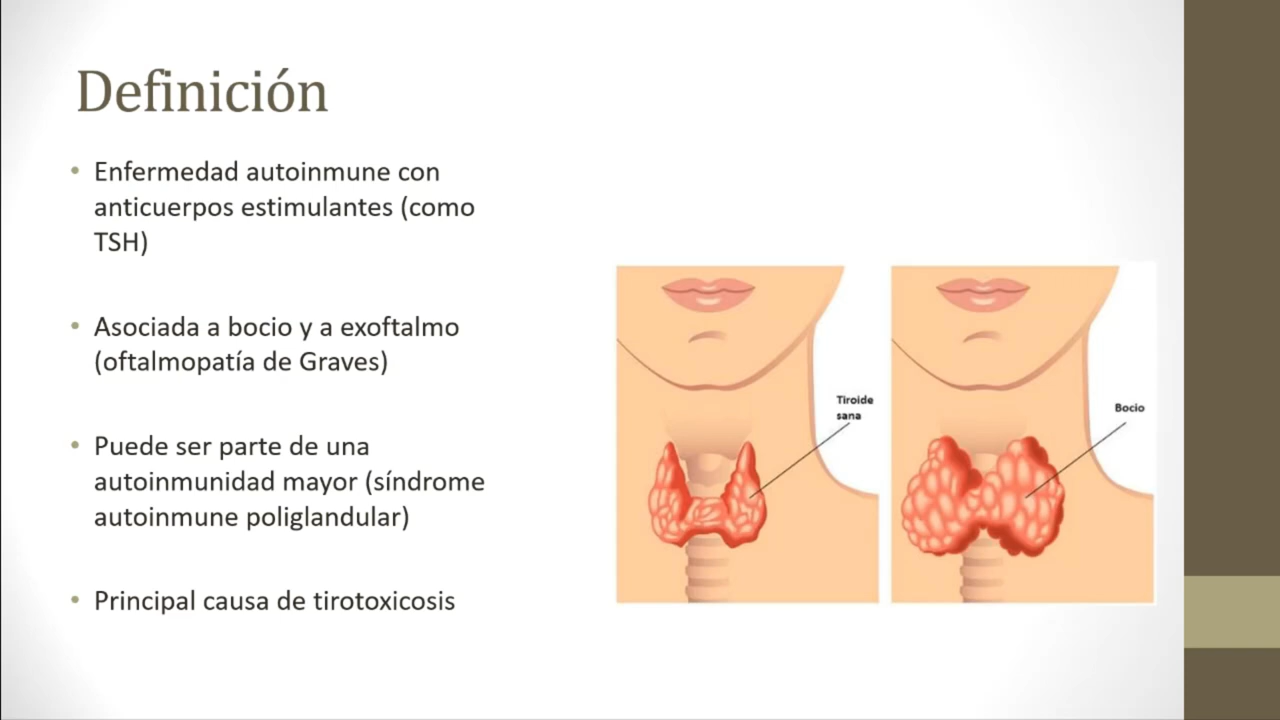 Definición
• Enfermedad autoinmune con
anticuerpos estimulantes (como
TSH)
• Asociada a bocio y a exoftalmo
(oftalmopatía de Graves)
• Puede ser parte de una
autoinmunidad mayor (síndrome
autoinmune poliglandular)
• Principal causa de tirotoxicosis
Tiroide
sana
Bocio